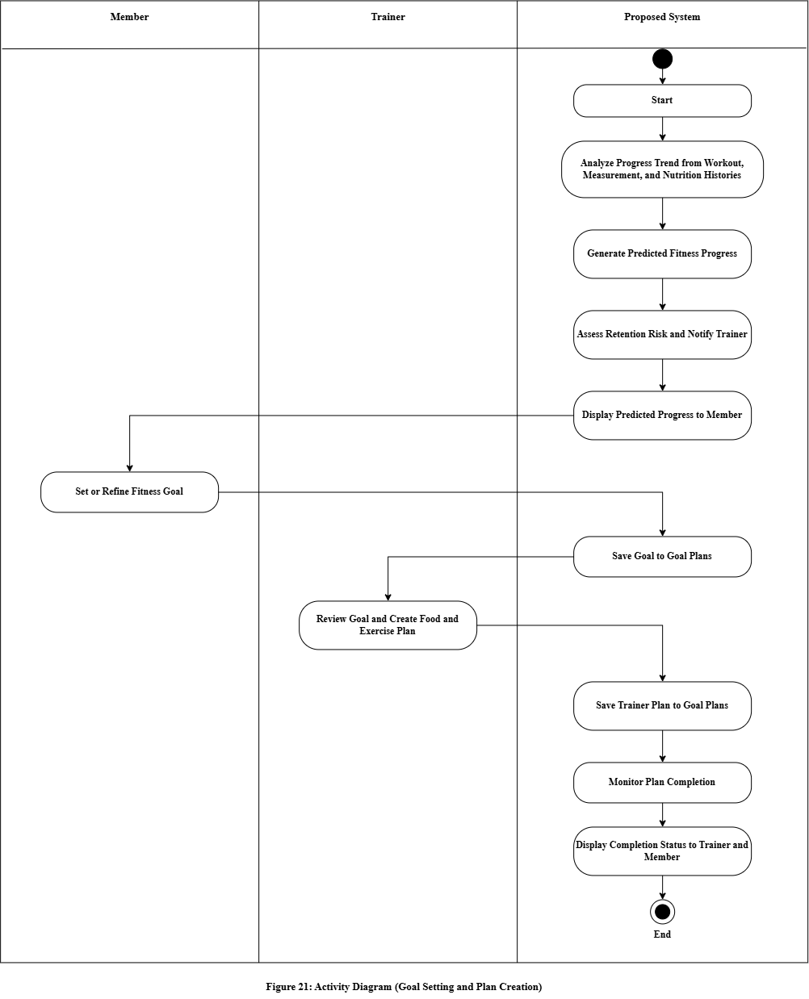 Member
Trainer
Proposed System
Start
Analyze Progress Trend from Workout,
Measurement, and Nutrition Histories
Generate Predicted Fitness Progress
Assess Retention Risk and Notify Trainer
Display Predicted Progress to Member
Set or Refine Fitness Goal
Save Goal to Goal Plans
Review Goal and Create Food and
Exercise Plan
Save Trainer Plan to Goal Plans
Monitor Plan Completion
Display Completion Status to Trainer and
Member
End
Figure 21: Activity Diagram (Goal Setting and Plan Creation)